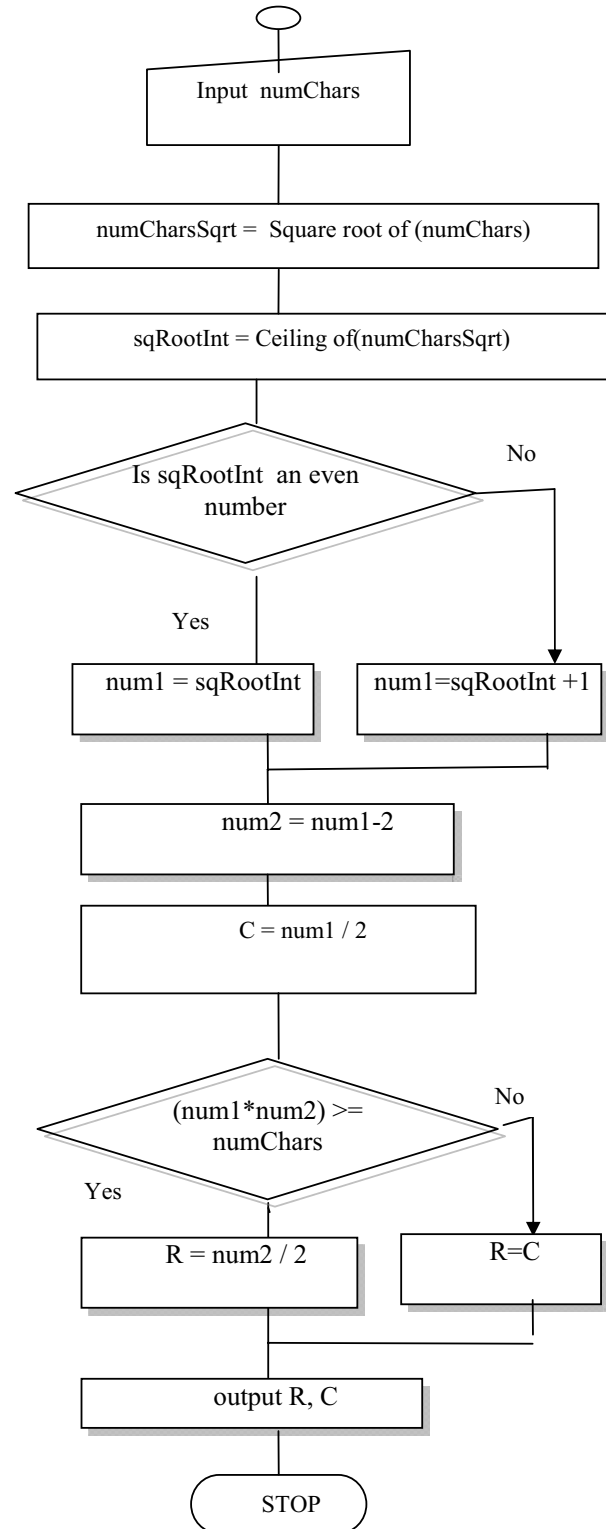 Input numChars
numCharsSqrt = Square root of (numChars)
sqRootInt = Ceiling of(numCharsSqrt)
No
Is sqRootInt an even
number
Yes
num1 = sqRootInt
num1=sqRootInt +1
num2 = num1-2
C = num1 / 2
(num1*num2) >=
numChars
No
Yes
R = num2 / 2
R=C
output R, C
STOP